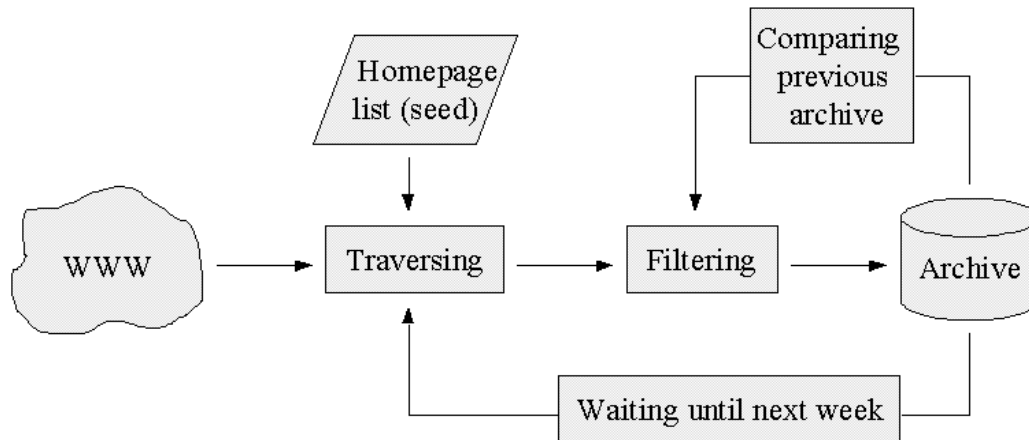 Homepage
list (seed)
Comparing
previous
archive
WWW
Traversing
Filtering
Archive
Waiting until next week